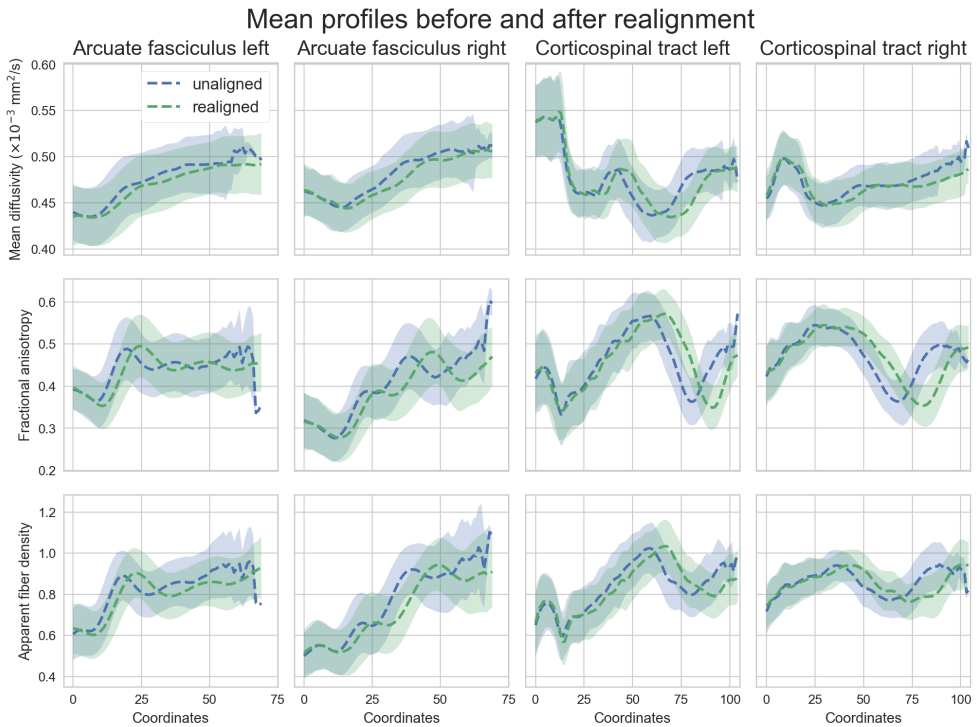 Mean profiles before and after realignment
Arcuate fasciculus left
Arcuate fasciculus right
Corticospinal tract left
Corticospinal tract right
Mean diffusivity (×10⁻³ mm²/s)
0.60
0.55
0.50
0.45
0.40
unaligned
realigned
Fractional anisotropy
0.6
0.5
0.4
0.3
0.2
Apparent fiber density
1.2
1.0
0.8
0.6
0.4
0 25 50 75
0 25 50 75
0 25 50 75 100
0 25 50 75 100
Coordinates
Coordinates
Coordinates
Coordinates